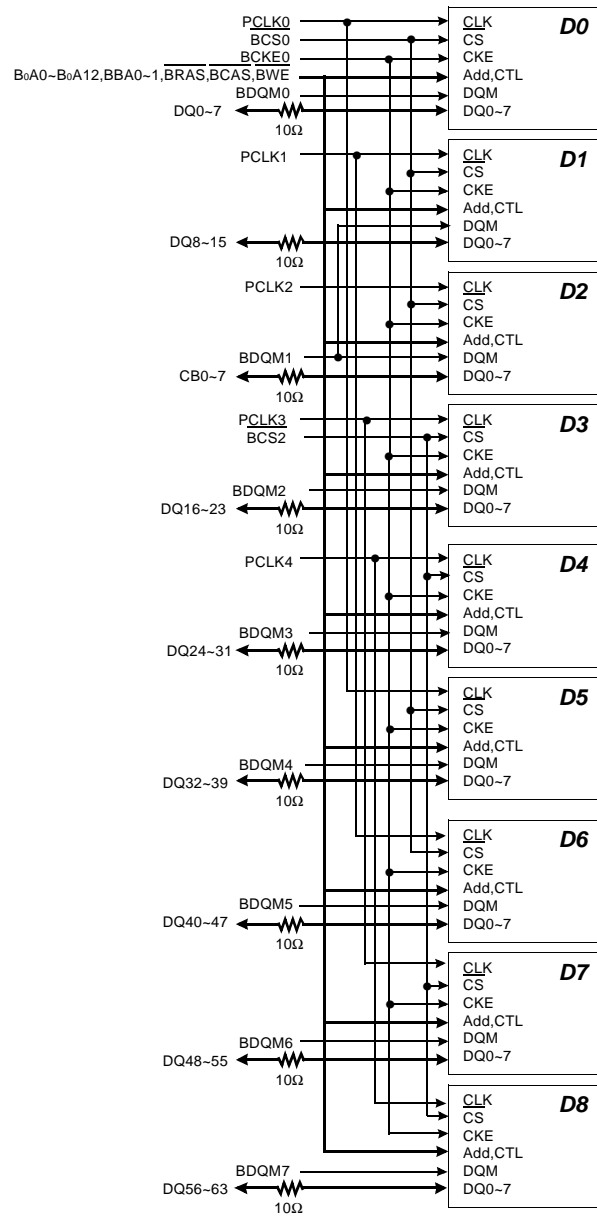 PCLK0 CLK D0
BCS0 CS
BCKE0 CKE
B0A0~B0A12,BBA0~1,BRAS,BCAS,BWE Add,CTL
BDQM0 DQM
DQ0~7 DQ0~7
10Ω
PCLK1 CLK D1
CS
CKE
Add,CTL
DQM
DQ8~15 DQ0~7
10Ω
PCLK2 CLK D2
CS
CKE
Add,CTL
BDQM1 DQM
CB0~7 DQ0~7
10Ω
PCLK3 CLK D3
BCS2 CS
CKE
Add,CTL
BDQM2 DQM
DQ16~23 DQ0~7
10Ω
PCLK4 CLK D4
CS
CKE
Add,CTL
BDQM3 DQM
DQ24~31 DQ0~7
10Ω
CLK D5
CS
CKE
Add,CTL
BDQM4 DQM
DQ32~39 DQ0~7
10Ω
CLK D6
CS
CKE
Add,CTL
BDQM5 DQM
DQ40~47 DQ0~7
10Ω
CLK D7
CS
CKE
Add,CTL
BDQM6 DQM
DQ48~55 DQ0~7
10Ω
CLK D8
CS
CKE
Add,CTL
BDQM7 DQM
DQ56~63 DQ0~7
10Ω